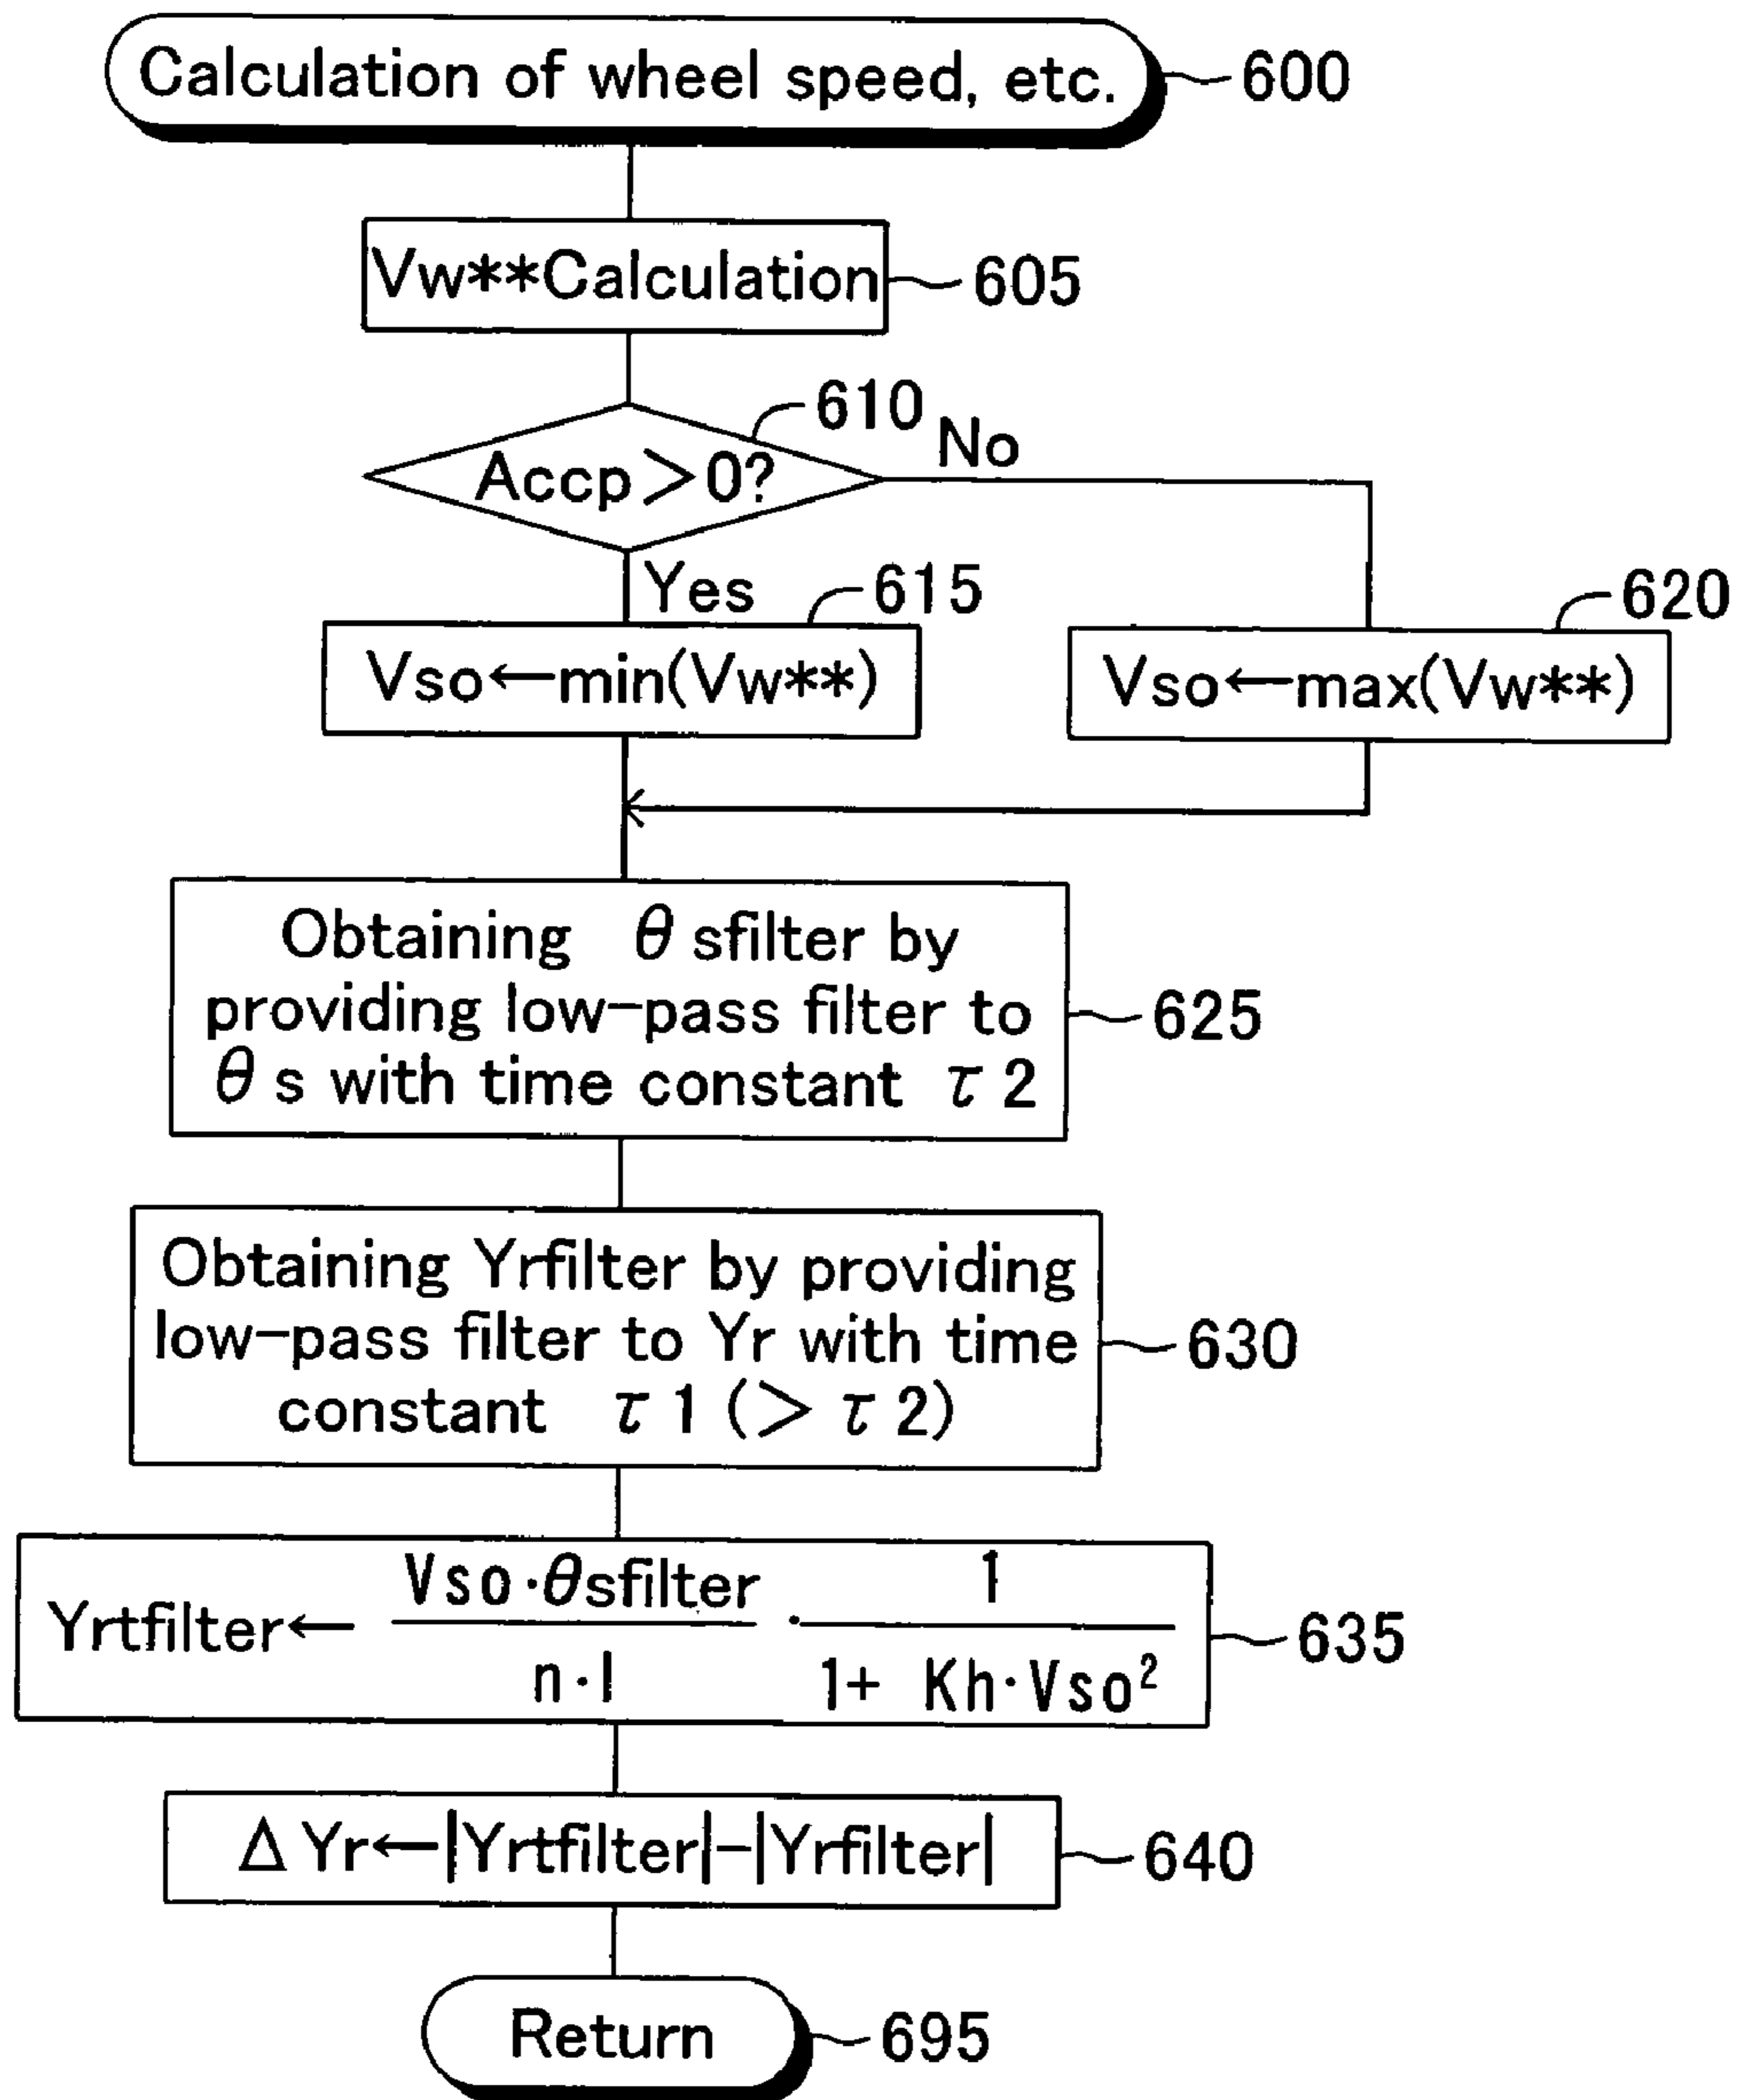 Calculation of wheel speed, etc.
600
Vw**Calculation
605
610
Accp>0?
No
Yes
615
Vso←min(Vw**)
620
Vso←max(Vw**)
Obtaining θsfilter by
providing low-pass filter to
θs with time constant τ2
625
Obtaining Yrfilter by providing
low-pass filter to Yr with time
constant τ1 (> τ2)
630
Yrtfilter← Vso·θsfilter / n·l · 1 / 1+ Kh·Vso²
635
ΔYr←|Yrtfilter|-|Yrfilter|
640
Return
695